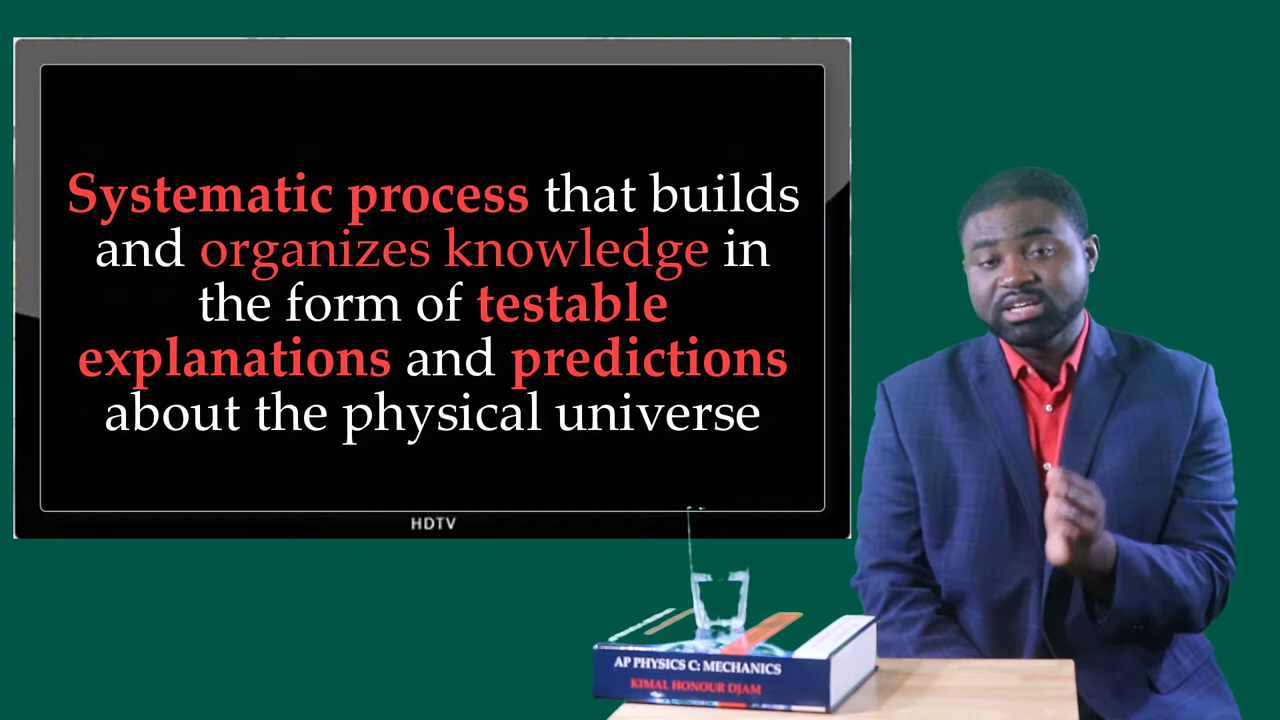 Systematic process that builds
and organizes knowledge in
the form of testable
explanations and predictions
about the physical universe
HDTV
AP PHYSICS C: MECHANICS
KIMAL HONOUR DJAM